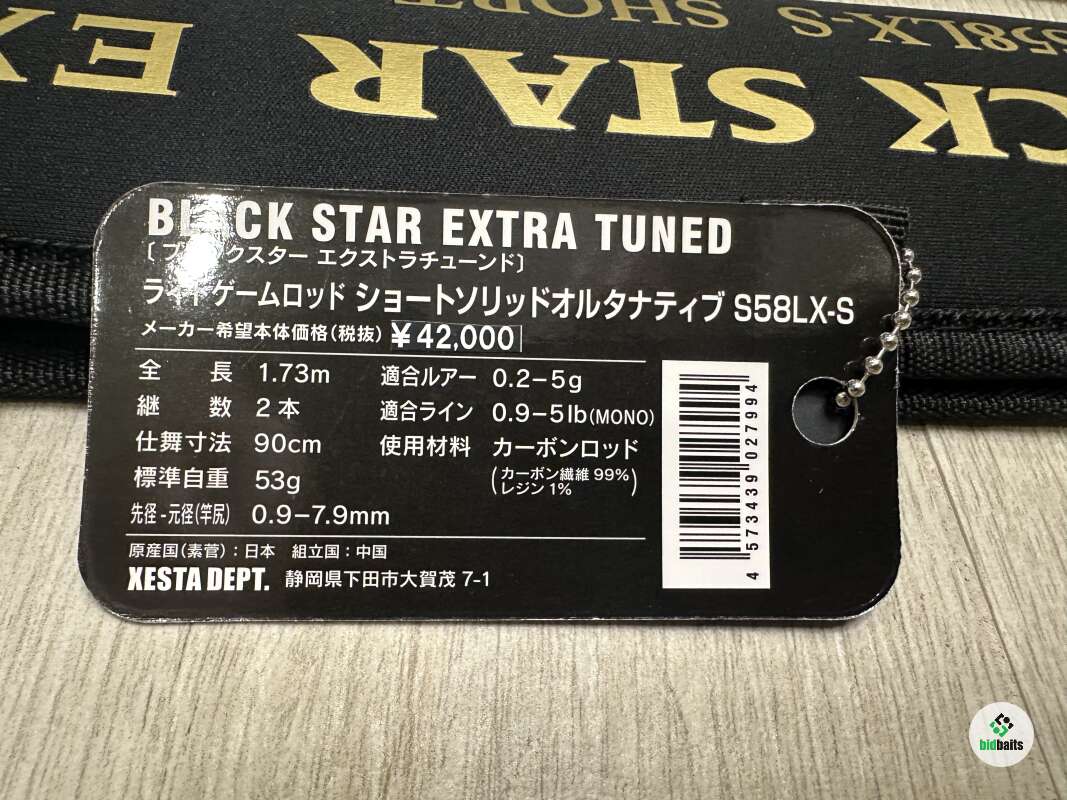 S58LX-S
SHORT
CK STAR EX
BLACK STAR EXTRA TUNED
〔ブラックスター エクストラチューンド〕
ライトゲームロッド ショートソリッドオルタナティブ S58LX-S
メーカー希望本体価格(税抜) ¥42,000
全長 1.73m 適合ルアー 0.2-5g
継数 2本 適合ライン 0.9-5lb(MONO)
仕舞寸法 90cm 使用材料 カーボンロッド
標準自重 53g (カーボン繊維 99%
レジン 1%)
先径-元径(竿尻) 0.9-7.9mm
原産国(素菅):日本 組立国:中国
XESTA DEPT. 静岡県下田市大賀茂 7-1
4 573439 027994
bidbaits